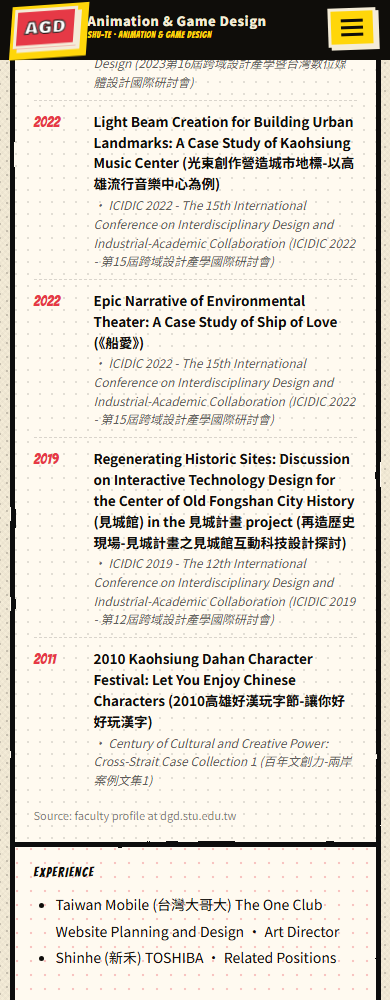 AGD
Animation & Game Design
SHU-TE • ANIMATION & GAME DESIGN
Design (2023第16屆跨域設計產學暨台灣數位媒
體設計國際研討會)
2022
Light Beam Creation for Building Urban
Landmarks: A Case Study of Kaohsiung
Music Center (光束創作營造城市地標-以高
雄流行音樂中心為例)
・ ICIDIC 2022 - The 15th International
Conference on Interdisciplinary Design and
Industrial-Academic Collaboration (ICIDIC 2022
- 第15屆跨域設計產學國際研討會)
2022
Epic Narrative of Environmental
Theater: A Case Study of Ship of Love
(《船愛》)
・ ICIDIC 2022 - The 15th International
Conference on Interdisciplinary Design and
Industrial-Academic Collaboration (ICIDIC 2022
- 第15屆跨域設計產學國際研討會)
2019
Regenerating Historic Sites: Discussion
on Interactive Technology Design for
the Center of Old Fongshan City History
(見城館) in the 見城計畫 project (再造歷史
現場-見城計畫之見城館互動科技設計探討)
・ ICIDIC 2019 - The 12th International
Conference on Interdisciplinary Design and
Industrial-Academic Collaboration (ICIDIC 2019
- 第12屆跨域設計產學國際研討會)
2011
2010 Kaohsiung Dahan Character
Festival: Let You Enjoy Chinese
Characters (2010高雄好漢玩字節-讓你好
好玩漢字)
・ Century of Cultural and Creative Power:
Cross-Strait Case Collection 1 (百年文創力-兩岸
案例文集1)
Source: faculty profile at dgd.stu.edu.tw
EXPERIENCE
• Taiwan Mobile (台灣大哥大) The One Club
Website Planning and Design ・ Art Director
• Shinhe (新禾) TOSHIBA ・ Related Positions